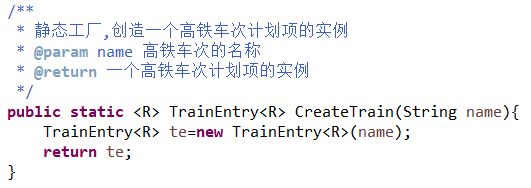 /**
 * 静态工厂,创造一个高铁车次计划项的实例
 * @param name 高铁车次的名称
 * @return 一个高铁车次计划项的实例
 */
public static <R> TrainEntry<R> CreateTrain(String name){
    TrainEntry<R> te=new TrainEntry<R>(name);
    return te;
}